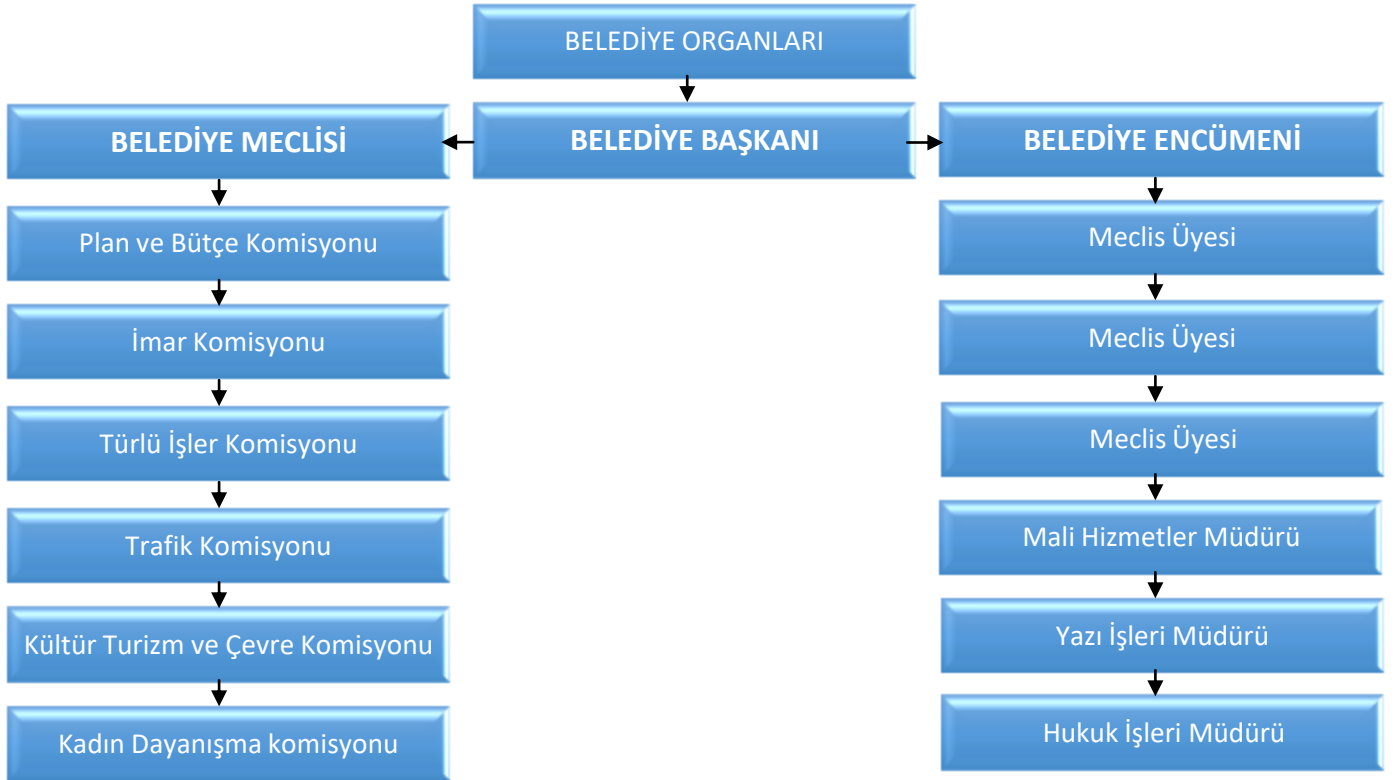 BELEDİYE ORGANLARI
BELEDİYE MECLİSİ
BELEDİYE BAŞKANI
BELEDİYE ENCÜMENİ
Plan ve Bütçe Komisyonu
İmar Komisyonu
Türlü İşler Komisyonu
Trafik Komisyonu
Kültür Turizm ve Çevre Komisyonu
Kadın Dayanışma komisyonu
Meclis Üyesi
Meclis Üyesi
Meclis Üyesi
Mali Hizmetler Müdürü
Yazı İşleri Müdürü
Hukuk İşleri Müdürü